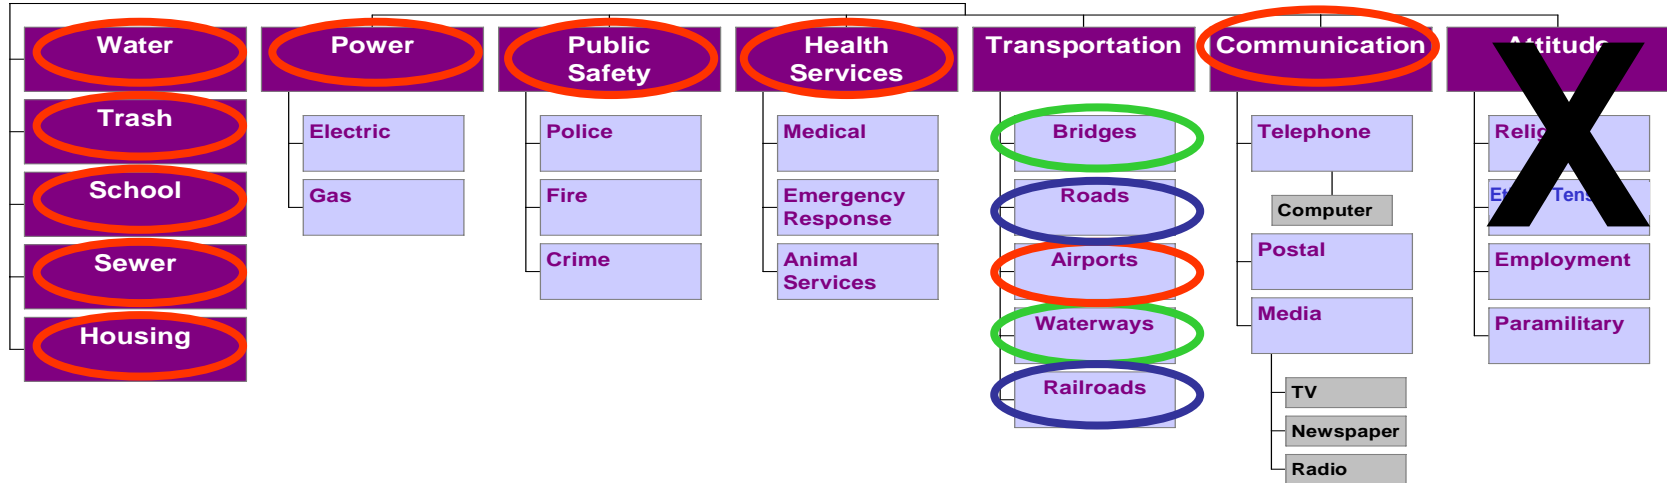 Water
Trash
School
Sewer
Housing
Power
Electric
Gas
Public
Safety
Police
Fire
Crime
Health
Services
Medical
Emergency
Response
Animal
Services
Transportation
Bridges
Roads
Airports
Waterways
Railroads
Communication
Telephone
Computer
Postal
Media
TV
Newspaper
Radio
Attitude
Employment
Paramilitary